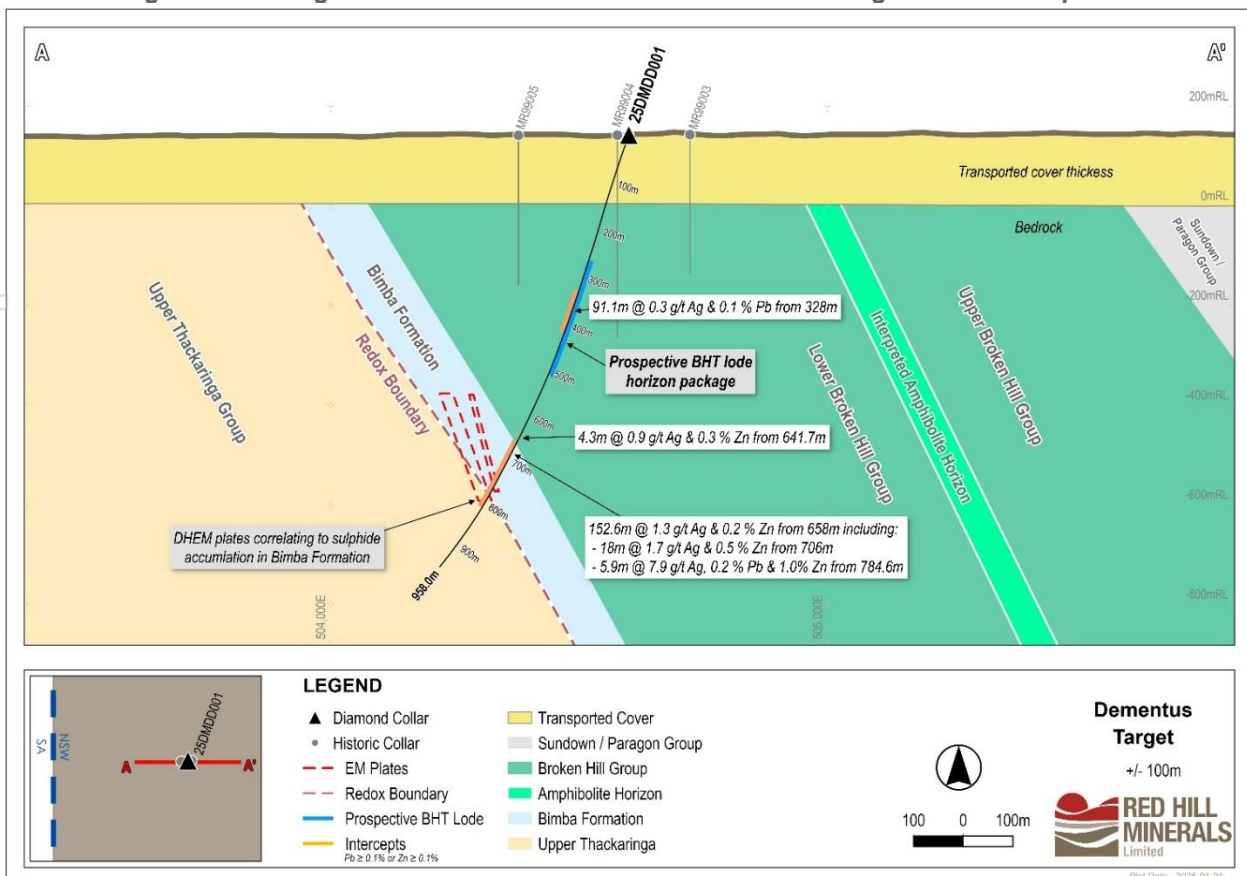 A
A'
MR99005
MR99004
25DMDD001
MR99003
200mRL
Transported cover thickess
0mRL
-200mRL
-400mRL
-600mRL
-800mRL
Bedrock
Sundown /
Paragon Group
100m
200m
300m
400m
500m
600m
700m
800m
900m
958.0m
91.1m @ 0.3 g/t Ag & 0.1 % Pb from 328m
Prospective BHT lode
horizon package
4.3m @ 0.9 g/t Ag & 0.3 % Zn from 641.7m
152.6m @ 1.3 g/t Ag & 0.2 % Zn from 658m including:
- 18m @ 1.7 g/t Ag & 0.5 % Zn from 706m
- 5.9m @ 7.9 g/t Ag, 0.2 % Pb & 1.0% Zn from 784.6m
DHEM plates correlating to sulphide
accumlation in Bimba Formation
Upper Thackaringa Group
Redox Boundary
Bimba Formation
Lower Broken Hill Group
Interpreted Amphibolite Horizon
Upper Broken Hill Group
504,000E
505,000E
SA
NSW
25DMDD001
A
A'
LEGEND
Diamond Collar
Historic Collar
EM Plates
Redox Boundary
Prospective BHT Lode
Intercepts
Pb ≥ 0.1% or Zn ≥ 0.1%
Transported Cover
Sundown / Paragon Group
Broken Hill Group
Amphibolite Horizon
Bimba Formation
Upper Thackaringa
100 0 100m
Dementus
Target
+/- 100m
RED HILL
MINERALS
Limited